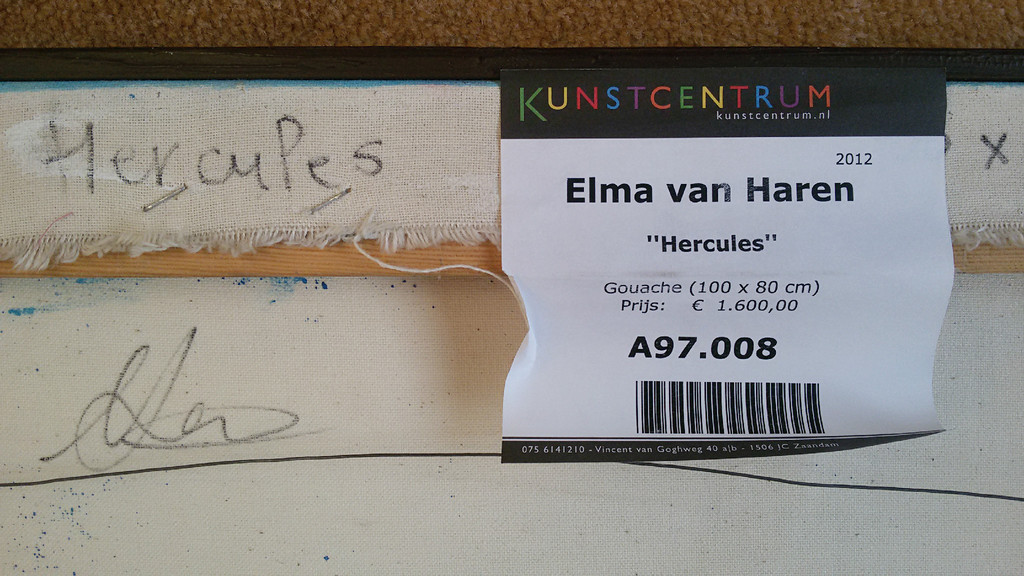 Hercules
KUNSTCENTRUM
kunstcentrum.nl
x
2012
Elma van Haren
"Hercules"
Gouache (100 x 80 cm)
Prijs: € 1.600,00
A97.008
075 6141210 - Vincent van Goghweg 40 a|b - 1506 JC Zaandam